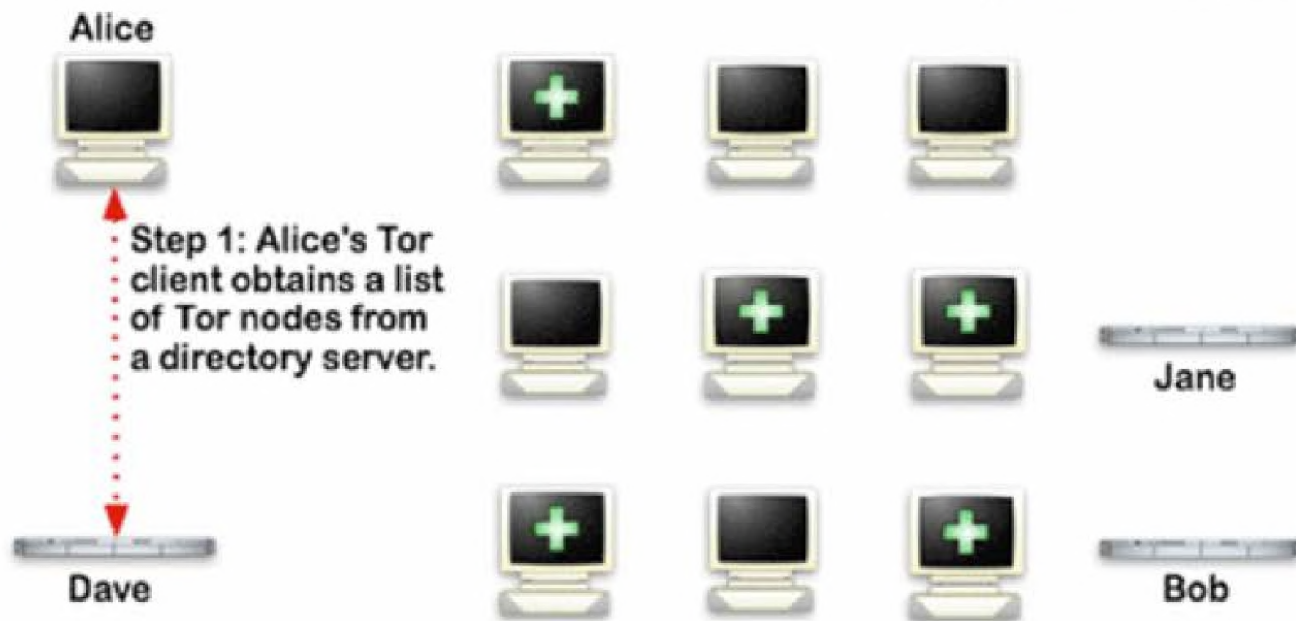 Alice
Step 1: Alice's Tor
client obtains a list
of Tor nodes from
a directory server.
Jane
Dave
Bob